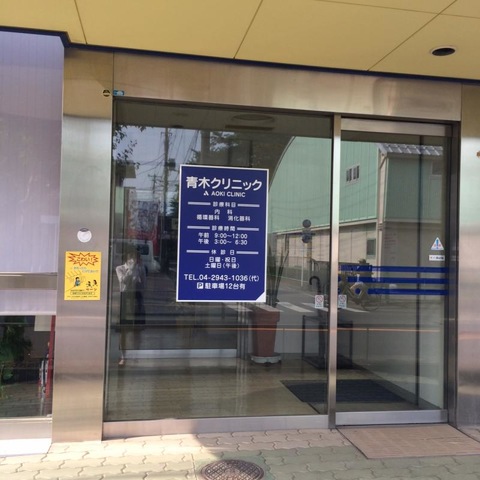 青木クリニック
AOKI CLINIC
診療科目
内 科
循環器科 消化器科
診療時間
午前 9:00〜12:00
午後 3:00〜 6:30
休診日
日曜・祝日
土曜日(午後)
TEL.04-2943-1036(代)
P 駐車場12台有